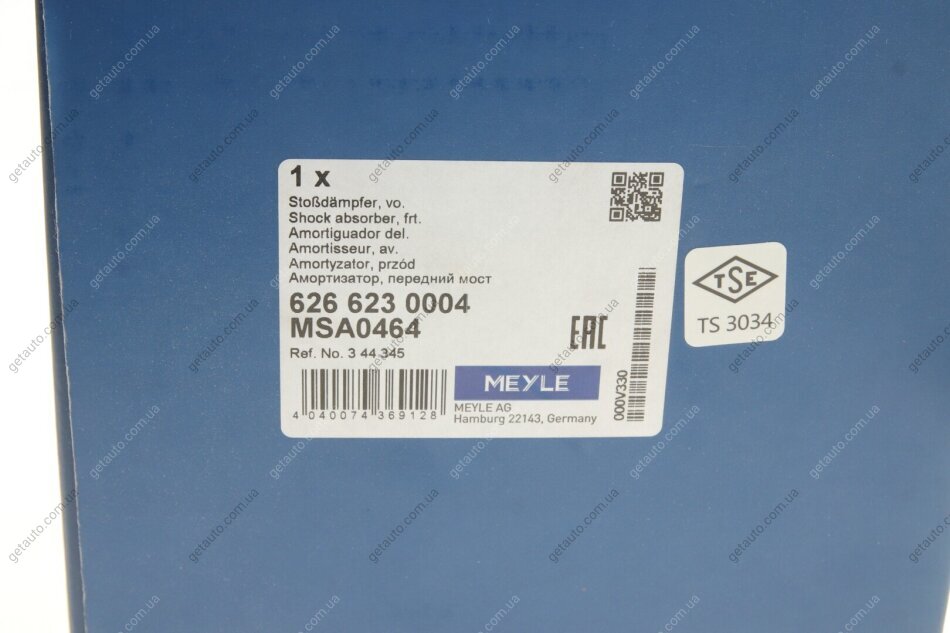 1 x
Stoßdämpfer, vo.
Shock absorber, frt.
Amortiguador del.
Amortisseur, av.
Amortyzator, przód
Амортизатор, передний мост
626 623 0004
MSA0464
Ref. No. 3 44 345
EAC
4 040074 369128
MEYLE
MEYLE AG
Hamburg 22143, Germany
000V330
TSE
TS 3034
getauto.com.ua